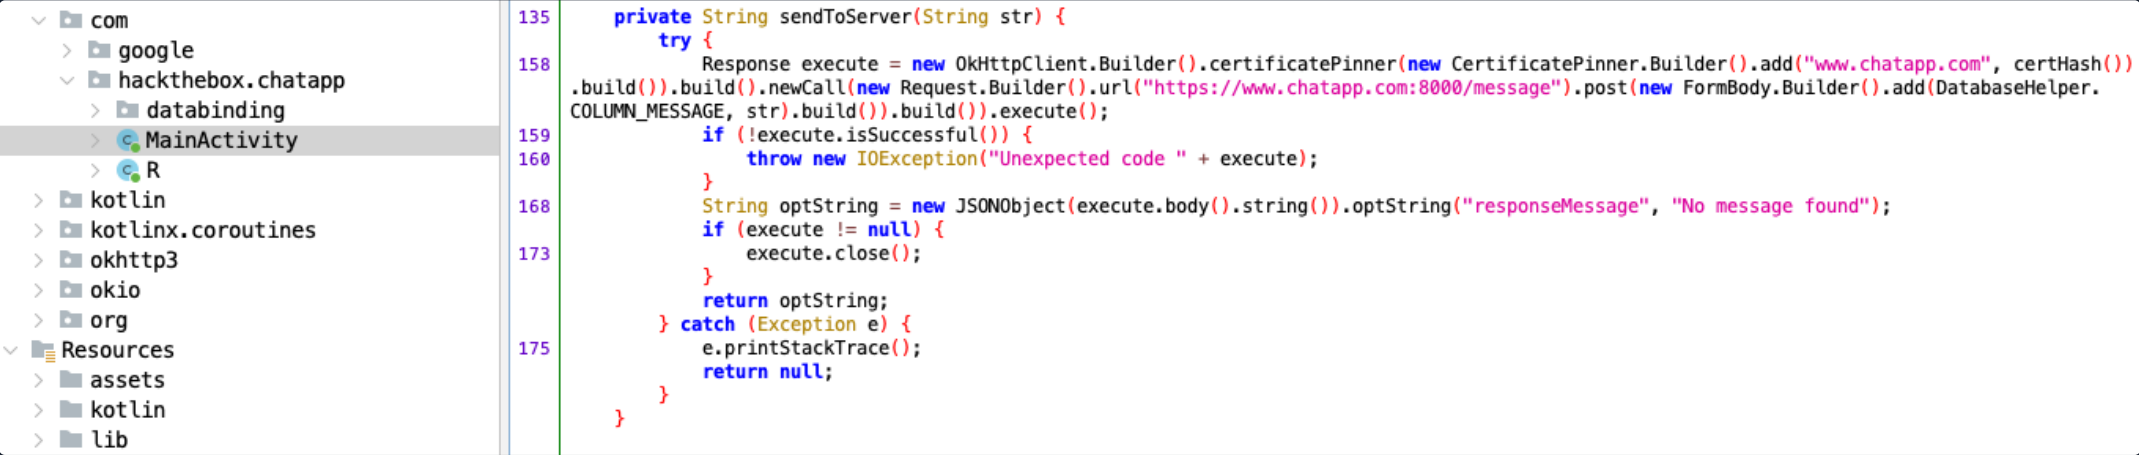 com
google
hackthebox.chatapp
databinding
MainActivity
R
kotlin
kotlinx.coroutines
okhttp3
okio
org
Resources
assets
kotlin
lib
135 private String sendToServer(String str) {
try {
158 Response execute = new OkHttpClient.Builder().certificatePinner(new CertificatePinner.Builder().add("www.chatapp.com", certHash())
.build()).build().newCall(new Request.Builder().url("https://www.chatapp.com:8000/message").post(new FormBody.Builder().add(DatabaseHelper.
COLUMN_MESSAGE, str).build()).build()).execute();
159 if (!execute.isSuccessful()) {
160 throw new IOException("Unexpected code " + execute);
}
168 String optString = new JSONObject(execute.body().string()).optString("responseMessage", "No message found");
if (execute != null) {
173 execute.close();
}
return optString;
} catch (Exception e) {
175 e.printStackTrace();
return null;
}
}